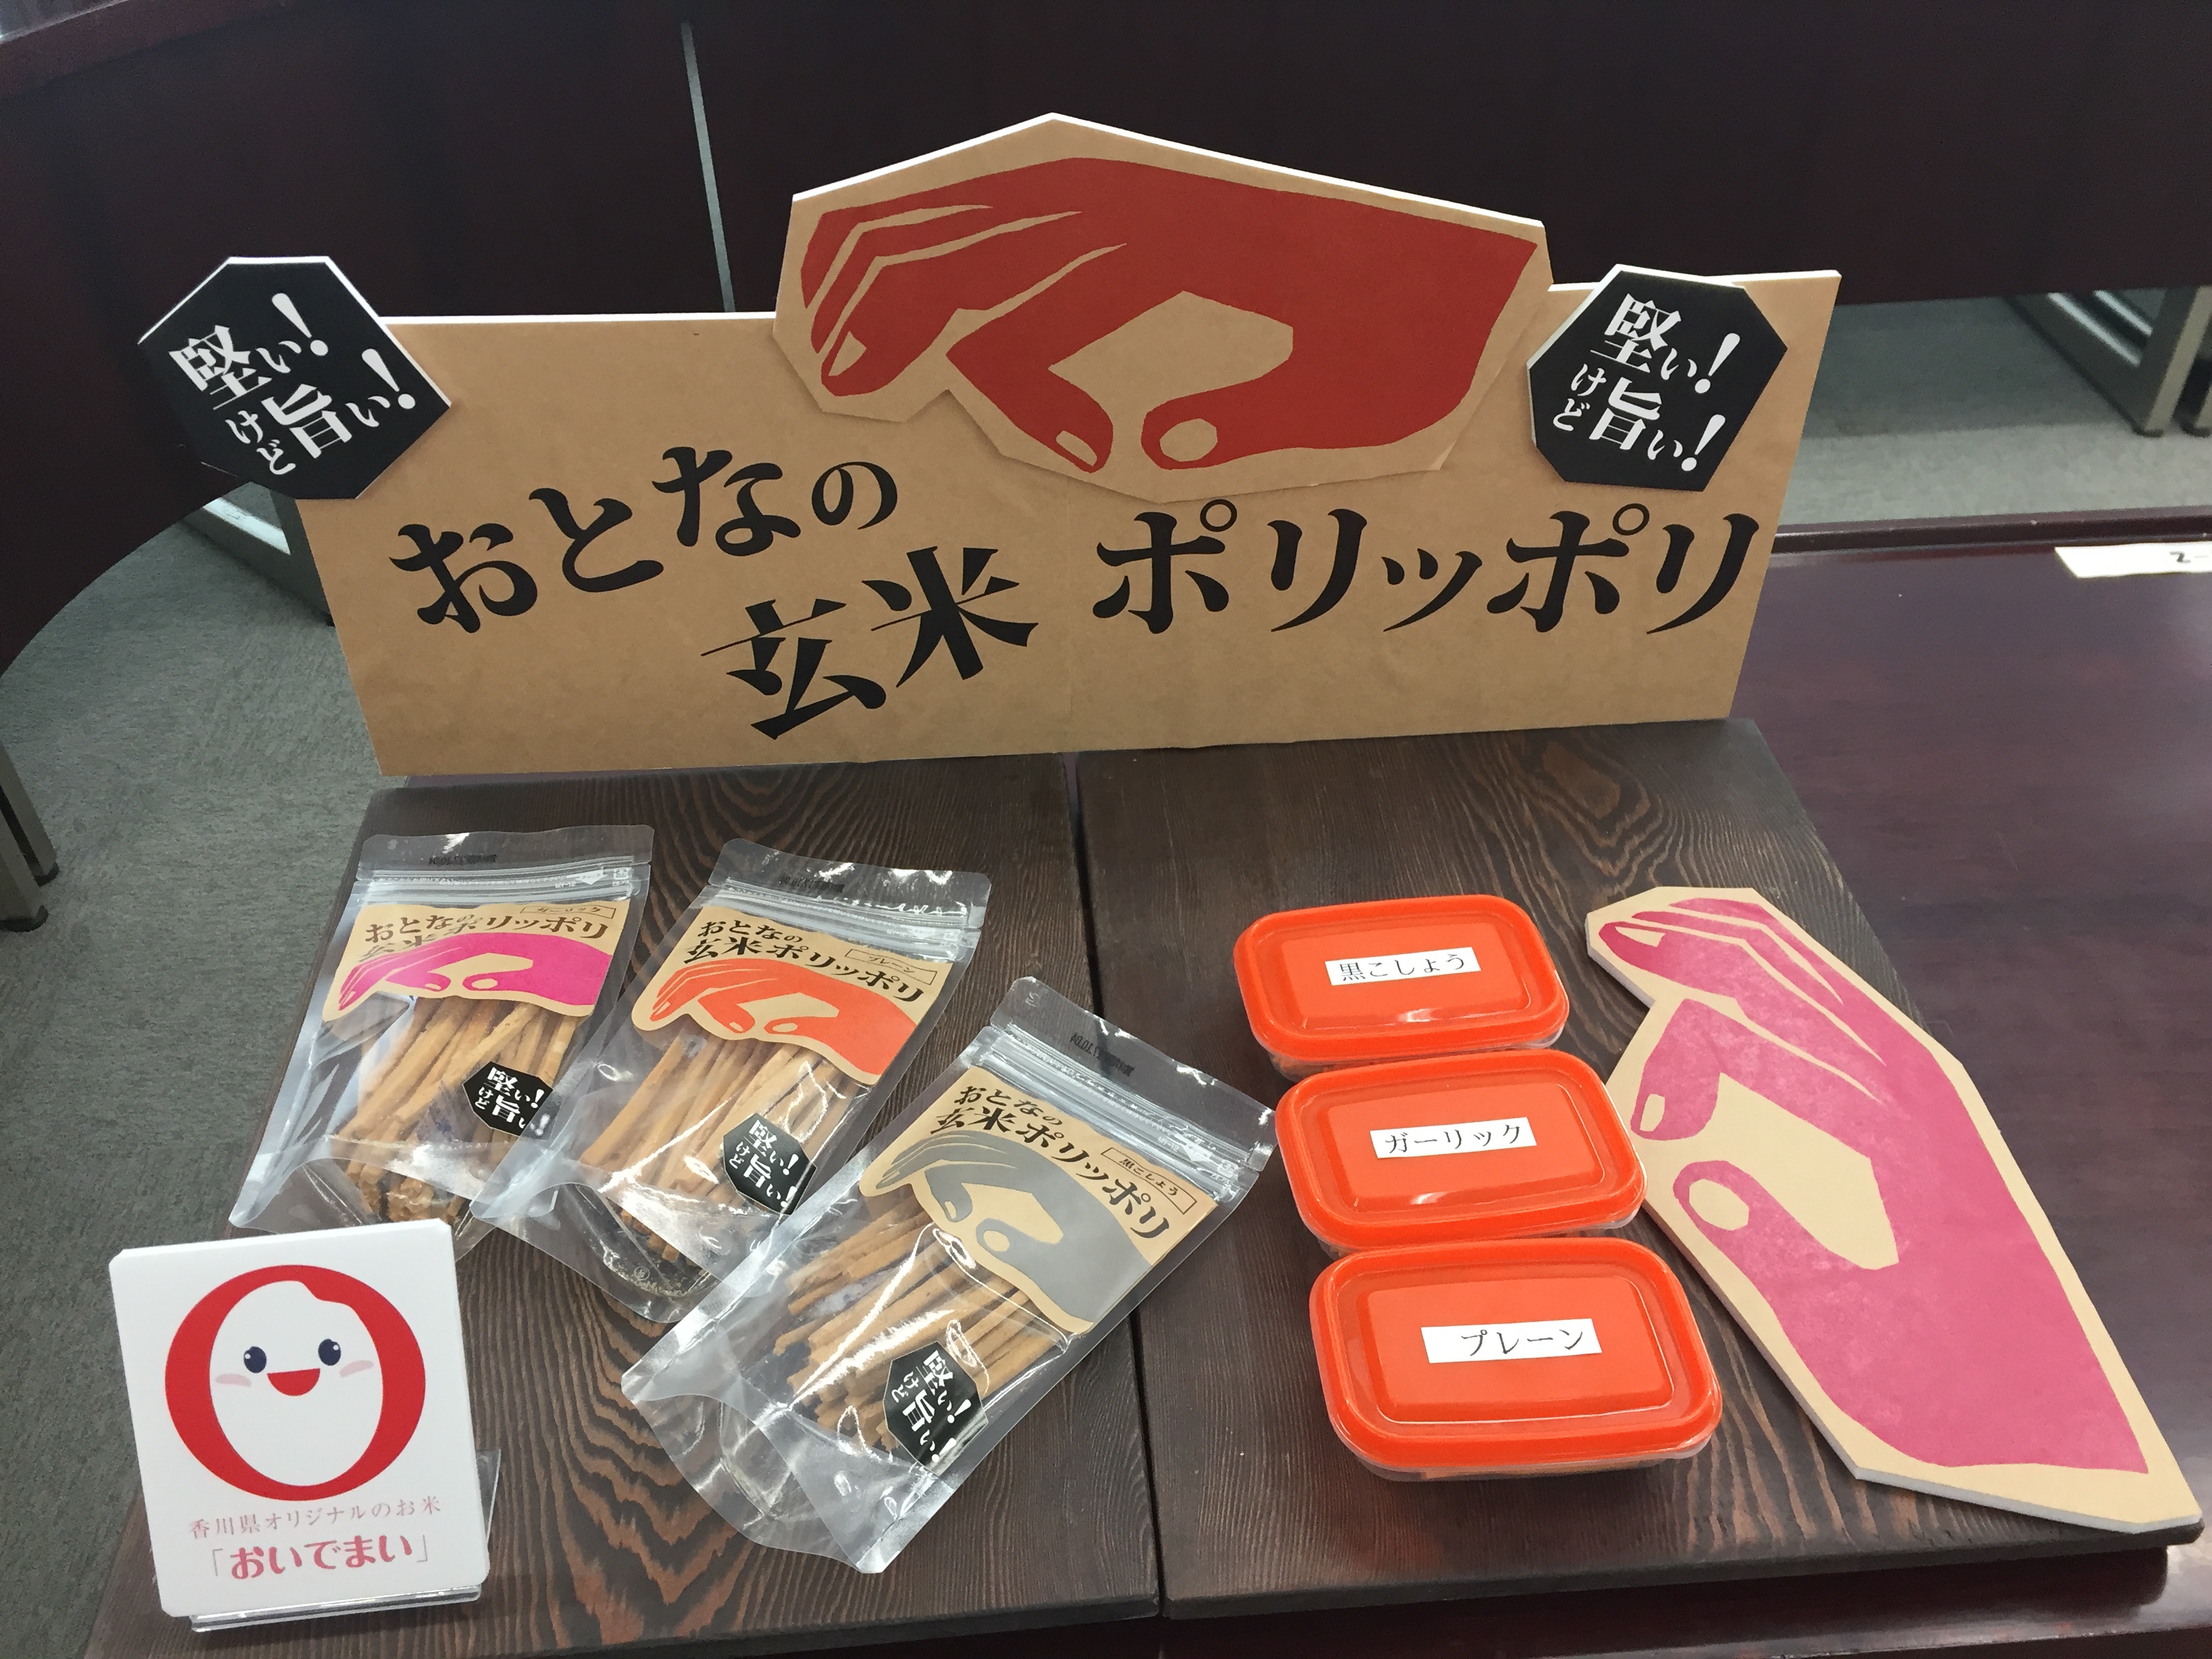 堅い！
けど旨い！
堅い！
けど旨い！
おとなの
玄米ポリッポリ
ガーリック
おとなの
玄米ポリッポリ
堅い！
けど旨い
プレーン
おとなの
玄米ポリッポリ
堅い！
けど旨い！
黒こしょう
おとなの
玄米ポリッポリ
堅い！
けど旨い！
黒こしょう
ガーリック
プレーン
香川県オリジナルのお米
「おいでまい」